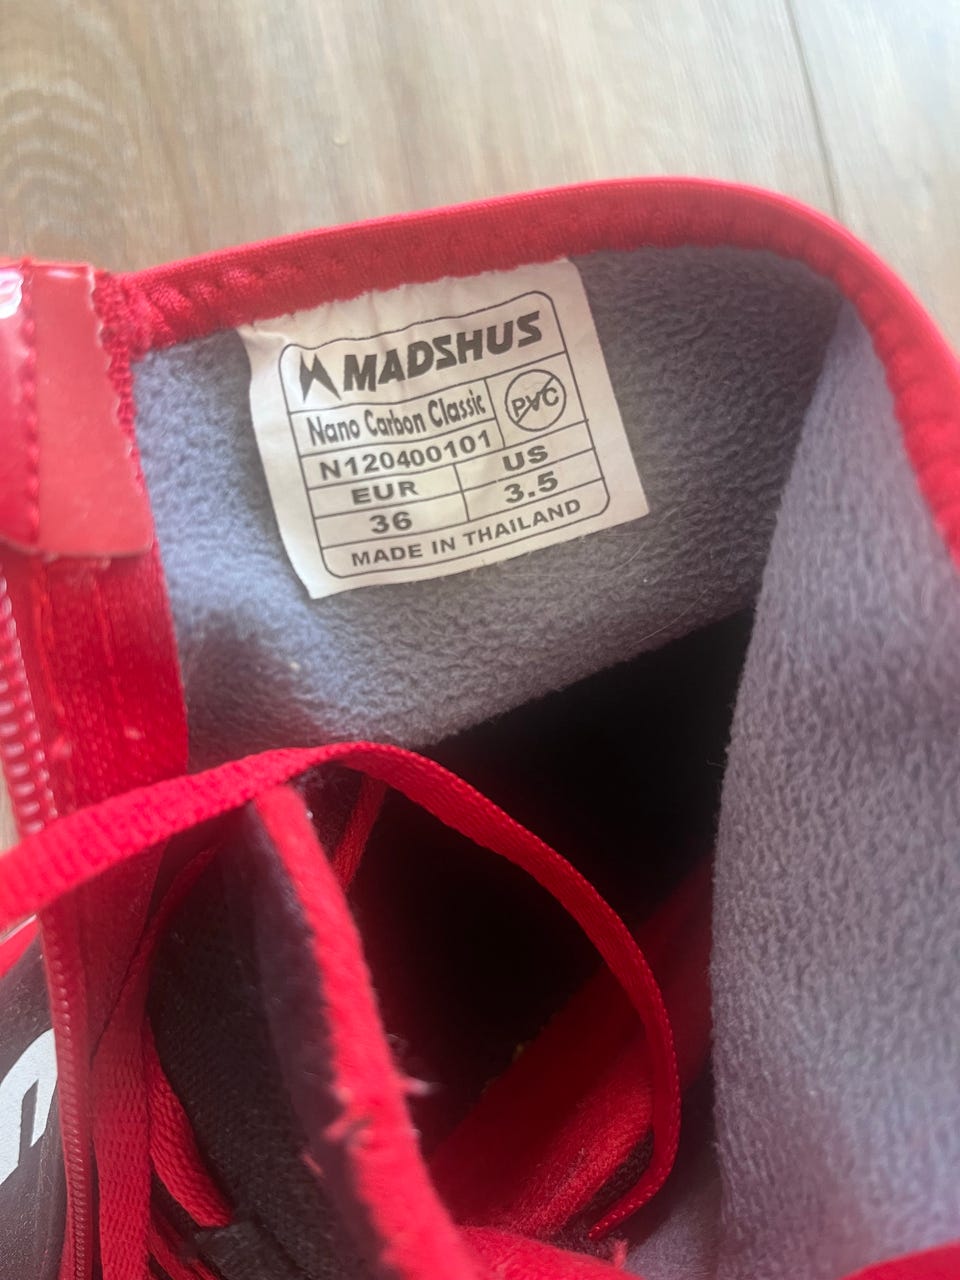 MADSHUS
Nano Carbon Classic
PVC
N120400101
EUR US
36 3.5
MADE IN THAILAND